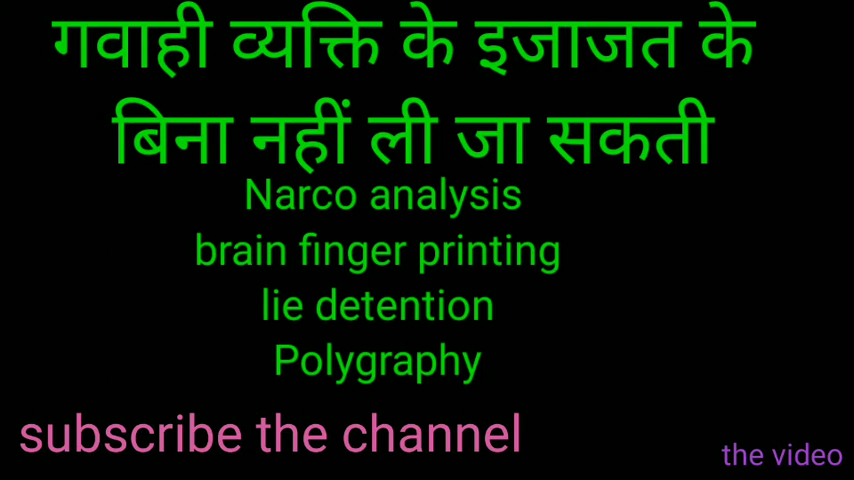 गवाही व्यक्ति के इजाजत के
बिना नहीं ली जा सकती
Narco analysis
brain finger printing
lie detention
Polygraphy
subscribe the channel
the video